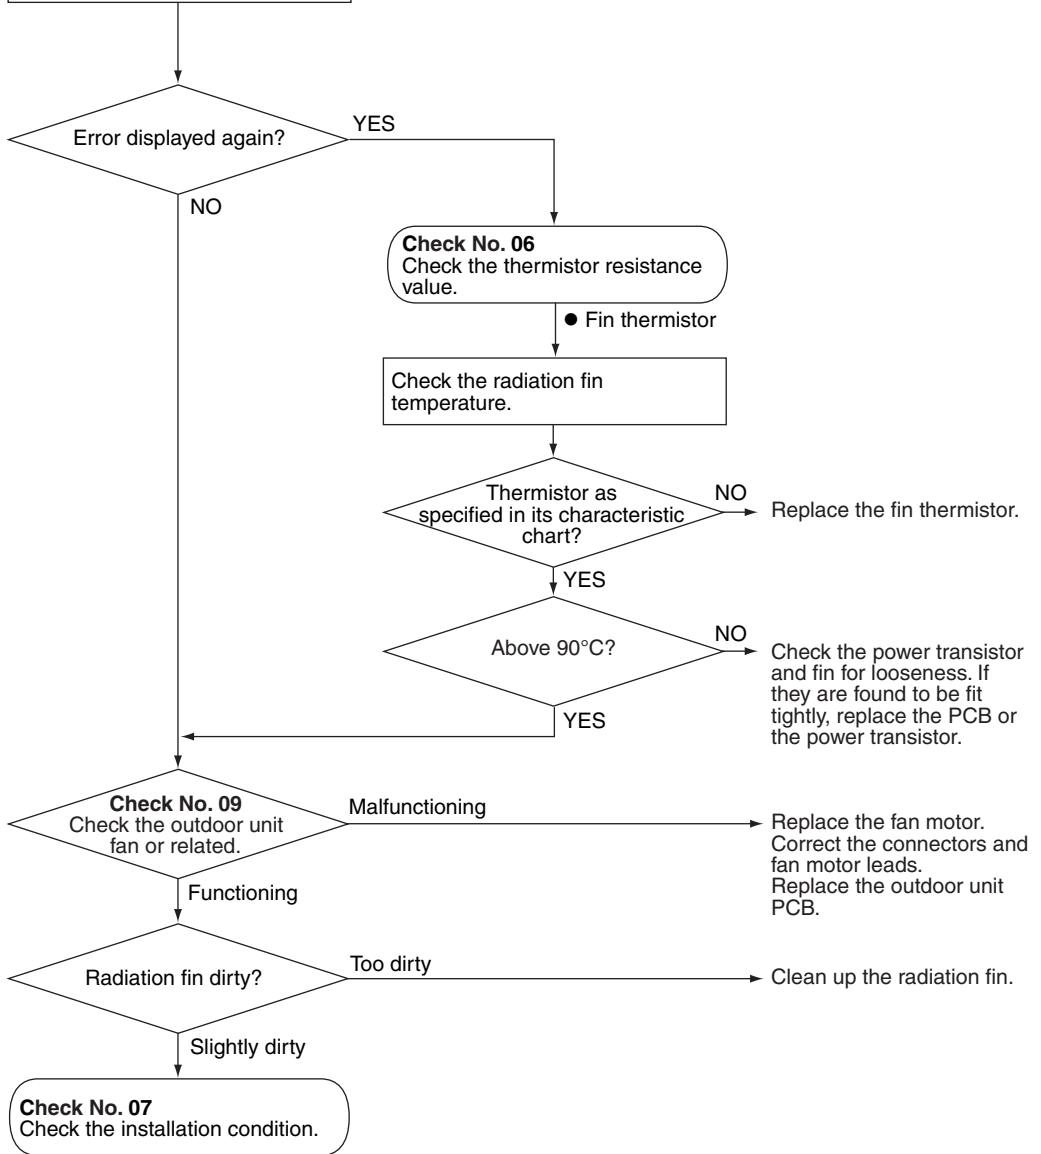 Error displayed again?
YES
NO
Check No. 06
Check the thermistor resistance
value.
● Fin thermistor
Check the radiation fin
temperature.
Thermistor as
specified in its characteristic
chart?
NO
Replace the fin thermistor.
YES
Above 90°C?
NO
Check the power transistor
and fin for looseness. If
they are found to be fit
tightly, replace the PCB or
the power transistor.
YES
Check No. 09
Check the outdoor unit
fan or related.
Malfunctioning
Replace the fan motor.
Correct the connectors and
fan motor leads.
Replace the outdoor unit
PCB.
Functioning
Radiation fin dirty?
Too dirty
Clean up the radiation fin.
Slightly dirty
Check No. 07
Check the installation condition.